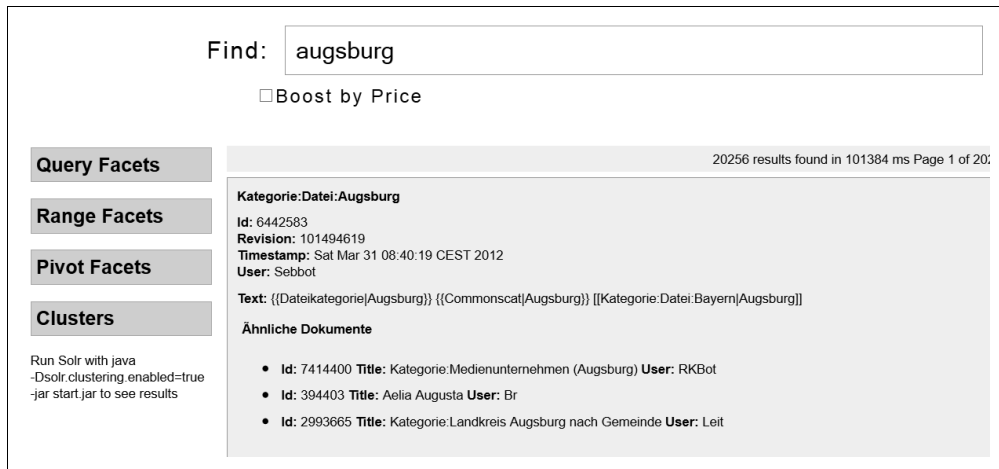 Find: augsburg
Boost by Price
Query Facets
Range Facets
Pivot Facets
Clusters
Run Solr with java
-Dsolr.clustering.enabled=true
-jar start.jar to see results
20256 results found in 101384 ms Page 1 of 202
Kategorie:Datei:Augsburg
Id: 6442583
Revision: 101494619
Timestamp: Sat Mar 31 08:40:19 CEST 2012
User: Sebbot
Text: {{Dateikategorie|Augsburg}} {{Commonscat|Augsburg}} [[Kategorie:Datei:Bayern|Augsburg]]
Ähnliche Dokumente
Id: 7414400 Title: Kategorie:Medienunternehmen (Augsburg) User: RKBot
Id: 394403 Title: Aelia Augusta User: Br
Id: 2993665 Title: Kategorie:Landkreis Augsburg nach Gemeinde User: Leit